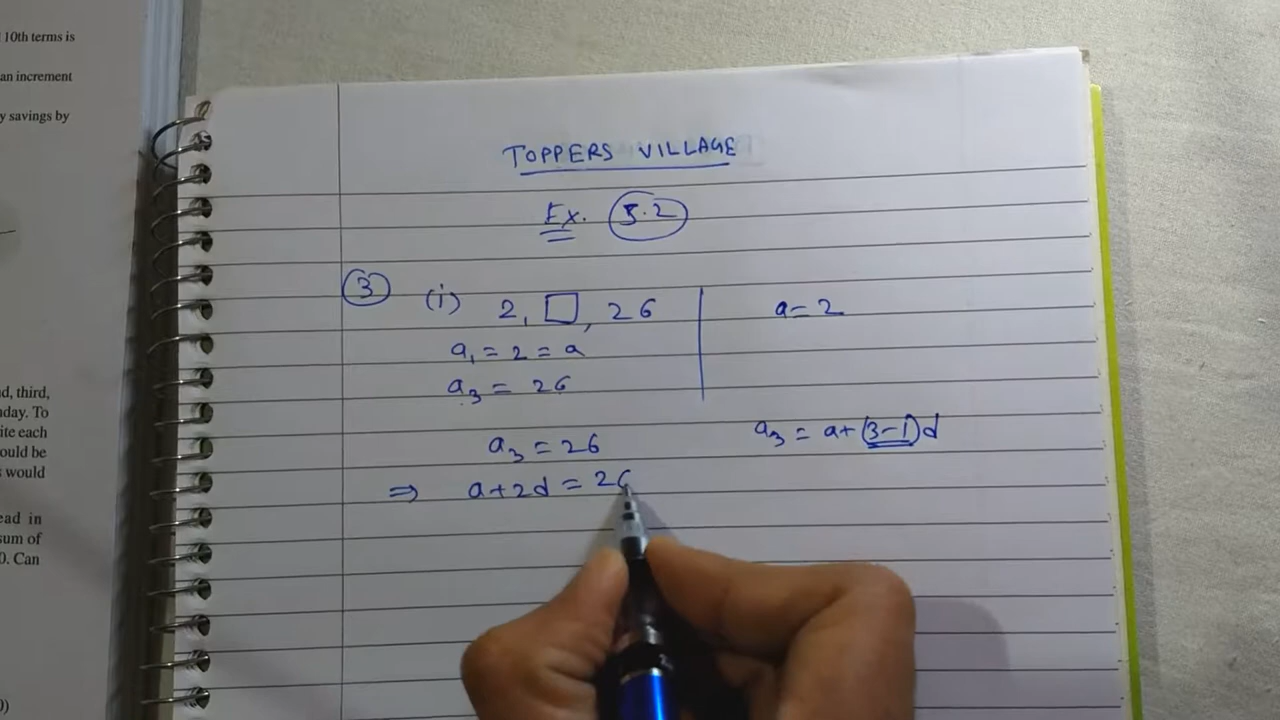 10th terms is
an increment
y savings by
d, third,
nday. To
ite each
ould be
would
ead in
sum of
0. Can
TOPPERS VILLAGE
Ex. 5.2
3 (i) 2, □, 26
a₁ = 2 = a
a₃ = 26
a = 2
a₃ = 26
a₃ = a+(3-1)d
⇒ a+2d = 26